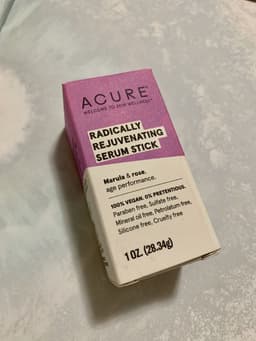 ACURE®
WELCOME TO SKIN WELLNESS™
RADICALLY
REJUVENATING
SERUM STICK
Marula & rose.
age performance.
100% VEGAN. 0% PRETENTIOUS.
Paraben free, Sulfate free,
Mineral oil free, Petrolatum free,
Silicone free, Cruelty free
1 OZ. (28.34g)